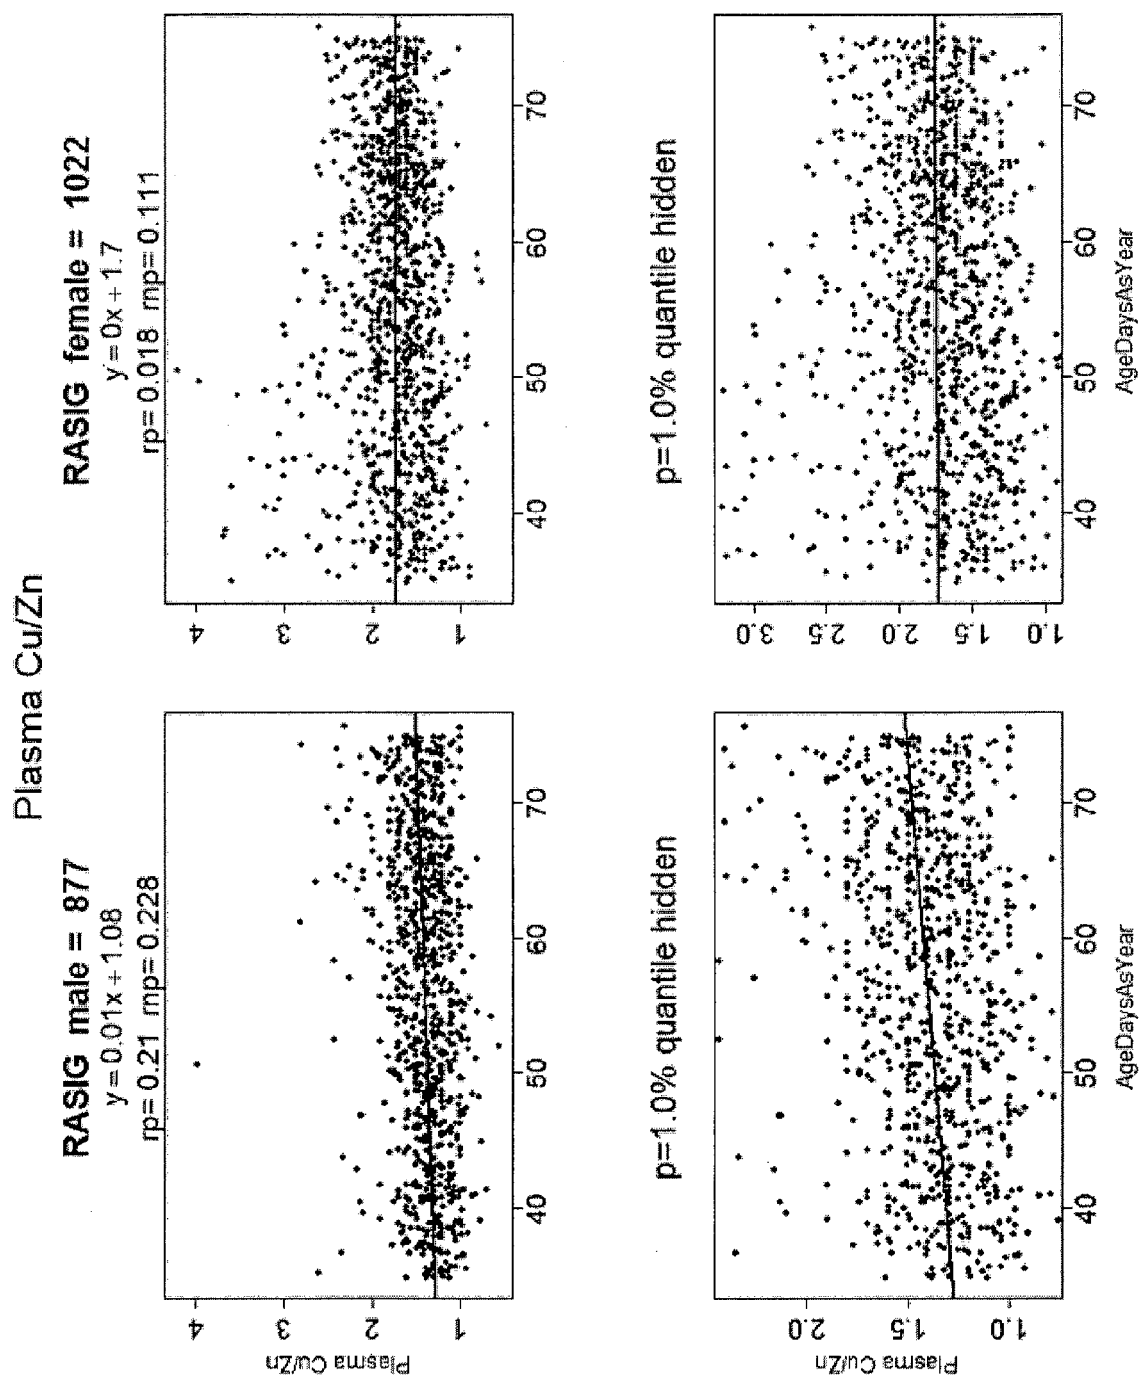 Plasma Cu/Zn
RASIG male = 877
y = 0.01x + 1.08
rp= 0.21 mp= 0.228
Plasma Cu/Zn
4
3
2
1
40
50
60
70
RASIG female = 1022
y = 0x + 1.7
rp= 0.018 mp= 0.111
4
3
2
1
40
50
60
70
p=1.0% quantile hidden
Plasma Cu/Zn
2.0
1.5
1.0
40
50
60
70
AgeDaysAsYear
p=1.0% quantile hidden
3.0
2.5
2.0
1.5
1.0
40
50
60
70
AgeDaysAsYear